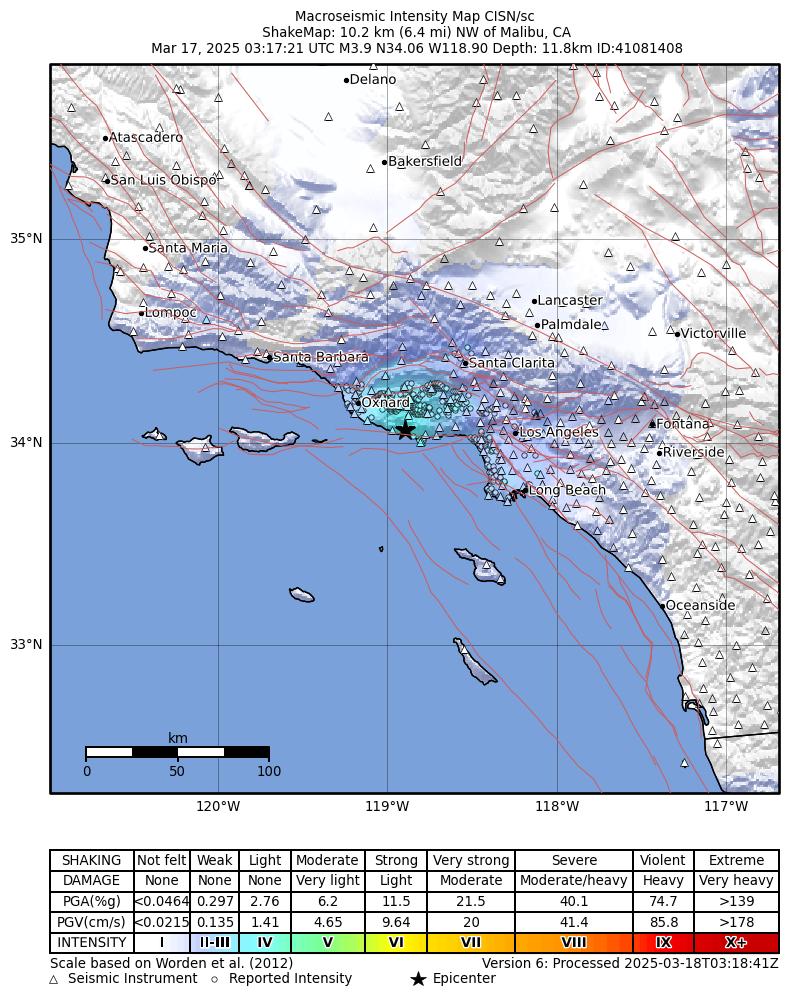 Macroseismic Intensity Map CISN/sc
ShakeMap: 10.2 km (6.4 mi) NW of Malibu, CA
Mar 17, 2025 03:17:21 UTC M3.9 N34.06 W118.90 Depth: 11.8km ID:41081408
Delano
Atascadero
Bakersfield
San Luis Obispo
35°N
Santa Maria
Lancaster
Lompoc
Palmdale
Victorville
Santa Barbara
Santa Clarita
Oxnard
Los Angeles
Fontana
34°N
Riverside
Long Beach
Oceanside
33°N
km
0 50 100
120°W 119°W 118°W 117°W
SHAKING Not felt Weak Light Moderate Strong Very strong Severe Violent Extreme
DAMAGE None None None Very light Light Moderate Moderate/heavy Heavy Very heavy
PGA(%g) <0.0464 0.297 2.76 6.2 11.5 21.5 40.1 74.7 >139
PGV(cm/s) <0.0215 0.135 1.41 4.65 9.64 20 41.4 85.8 >178
INTENSITY I II-III IV V VI VII VIII IX X+
Scale based on Worden et al. (2012) Version 6: Processed 2025-03-18T03:18:41Z
△ Seismic Instrument ○ Reported Intensity ★ Epicenter